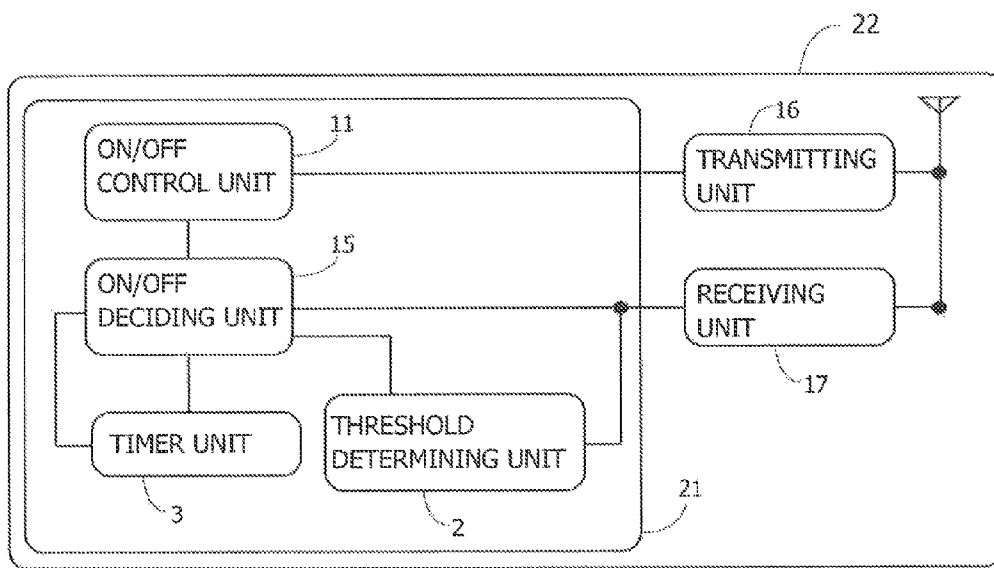 22
11
16
ON/OFF
CONTROL UNIT
TRANSMITTING
UNIT
15
ON/OFF
DECIDING UNIT
RECEIVING
UNIT
17
TIMER UNIT
THRESHOLD
DETERMINING UNIT
3
2
21